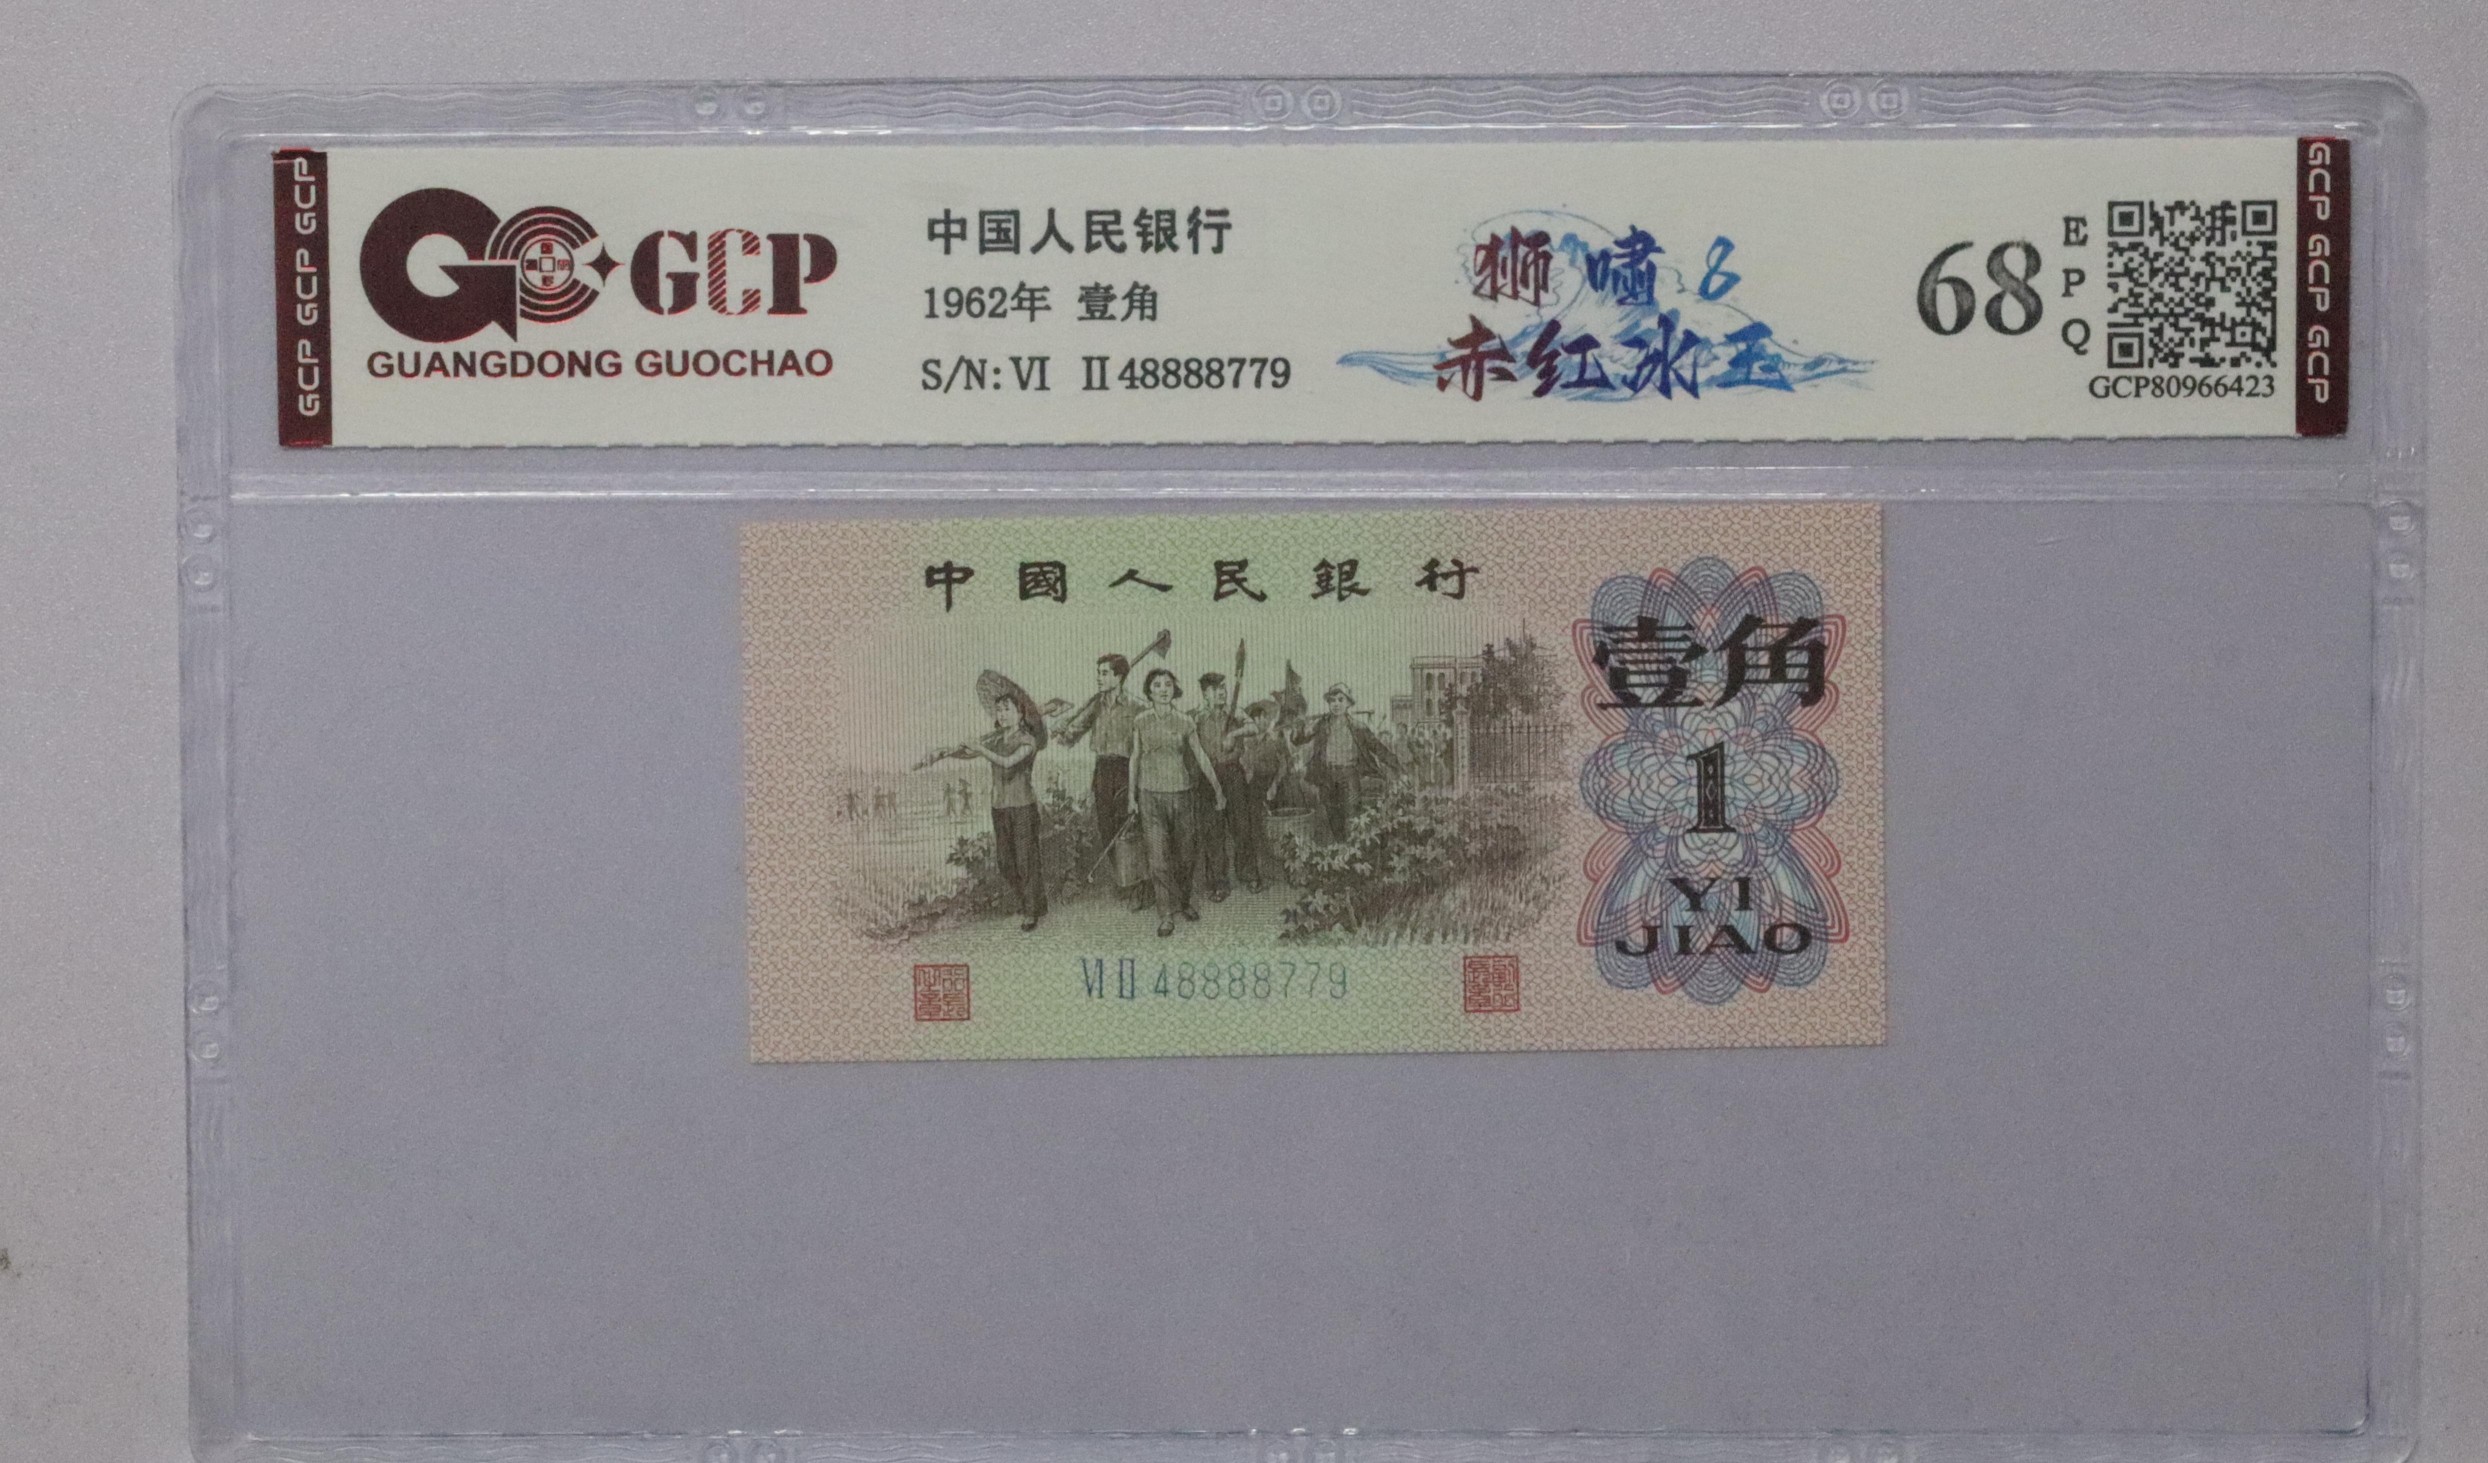 GCP GCP GCP
GCP
GUANGDONG GUOCHAO
中国人民银行
1962年 壹角
S/N: VI II 48888779
狮啸8
赤红冰玉
68
EPQ
GCP80966423
GCP GCP GCP
中國人民銀行
壹角
1
YI
JIAO
VI II 48888779